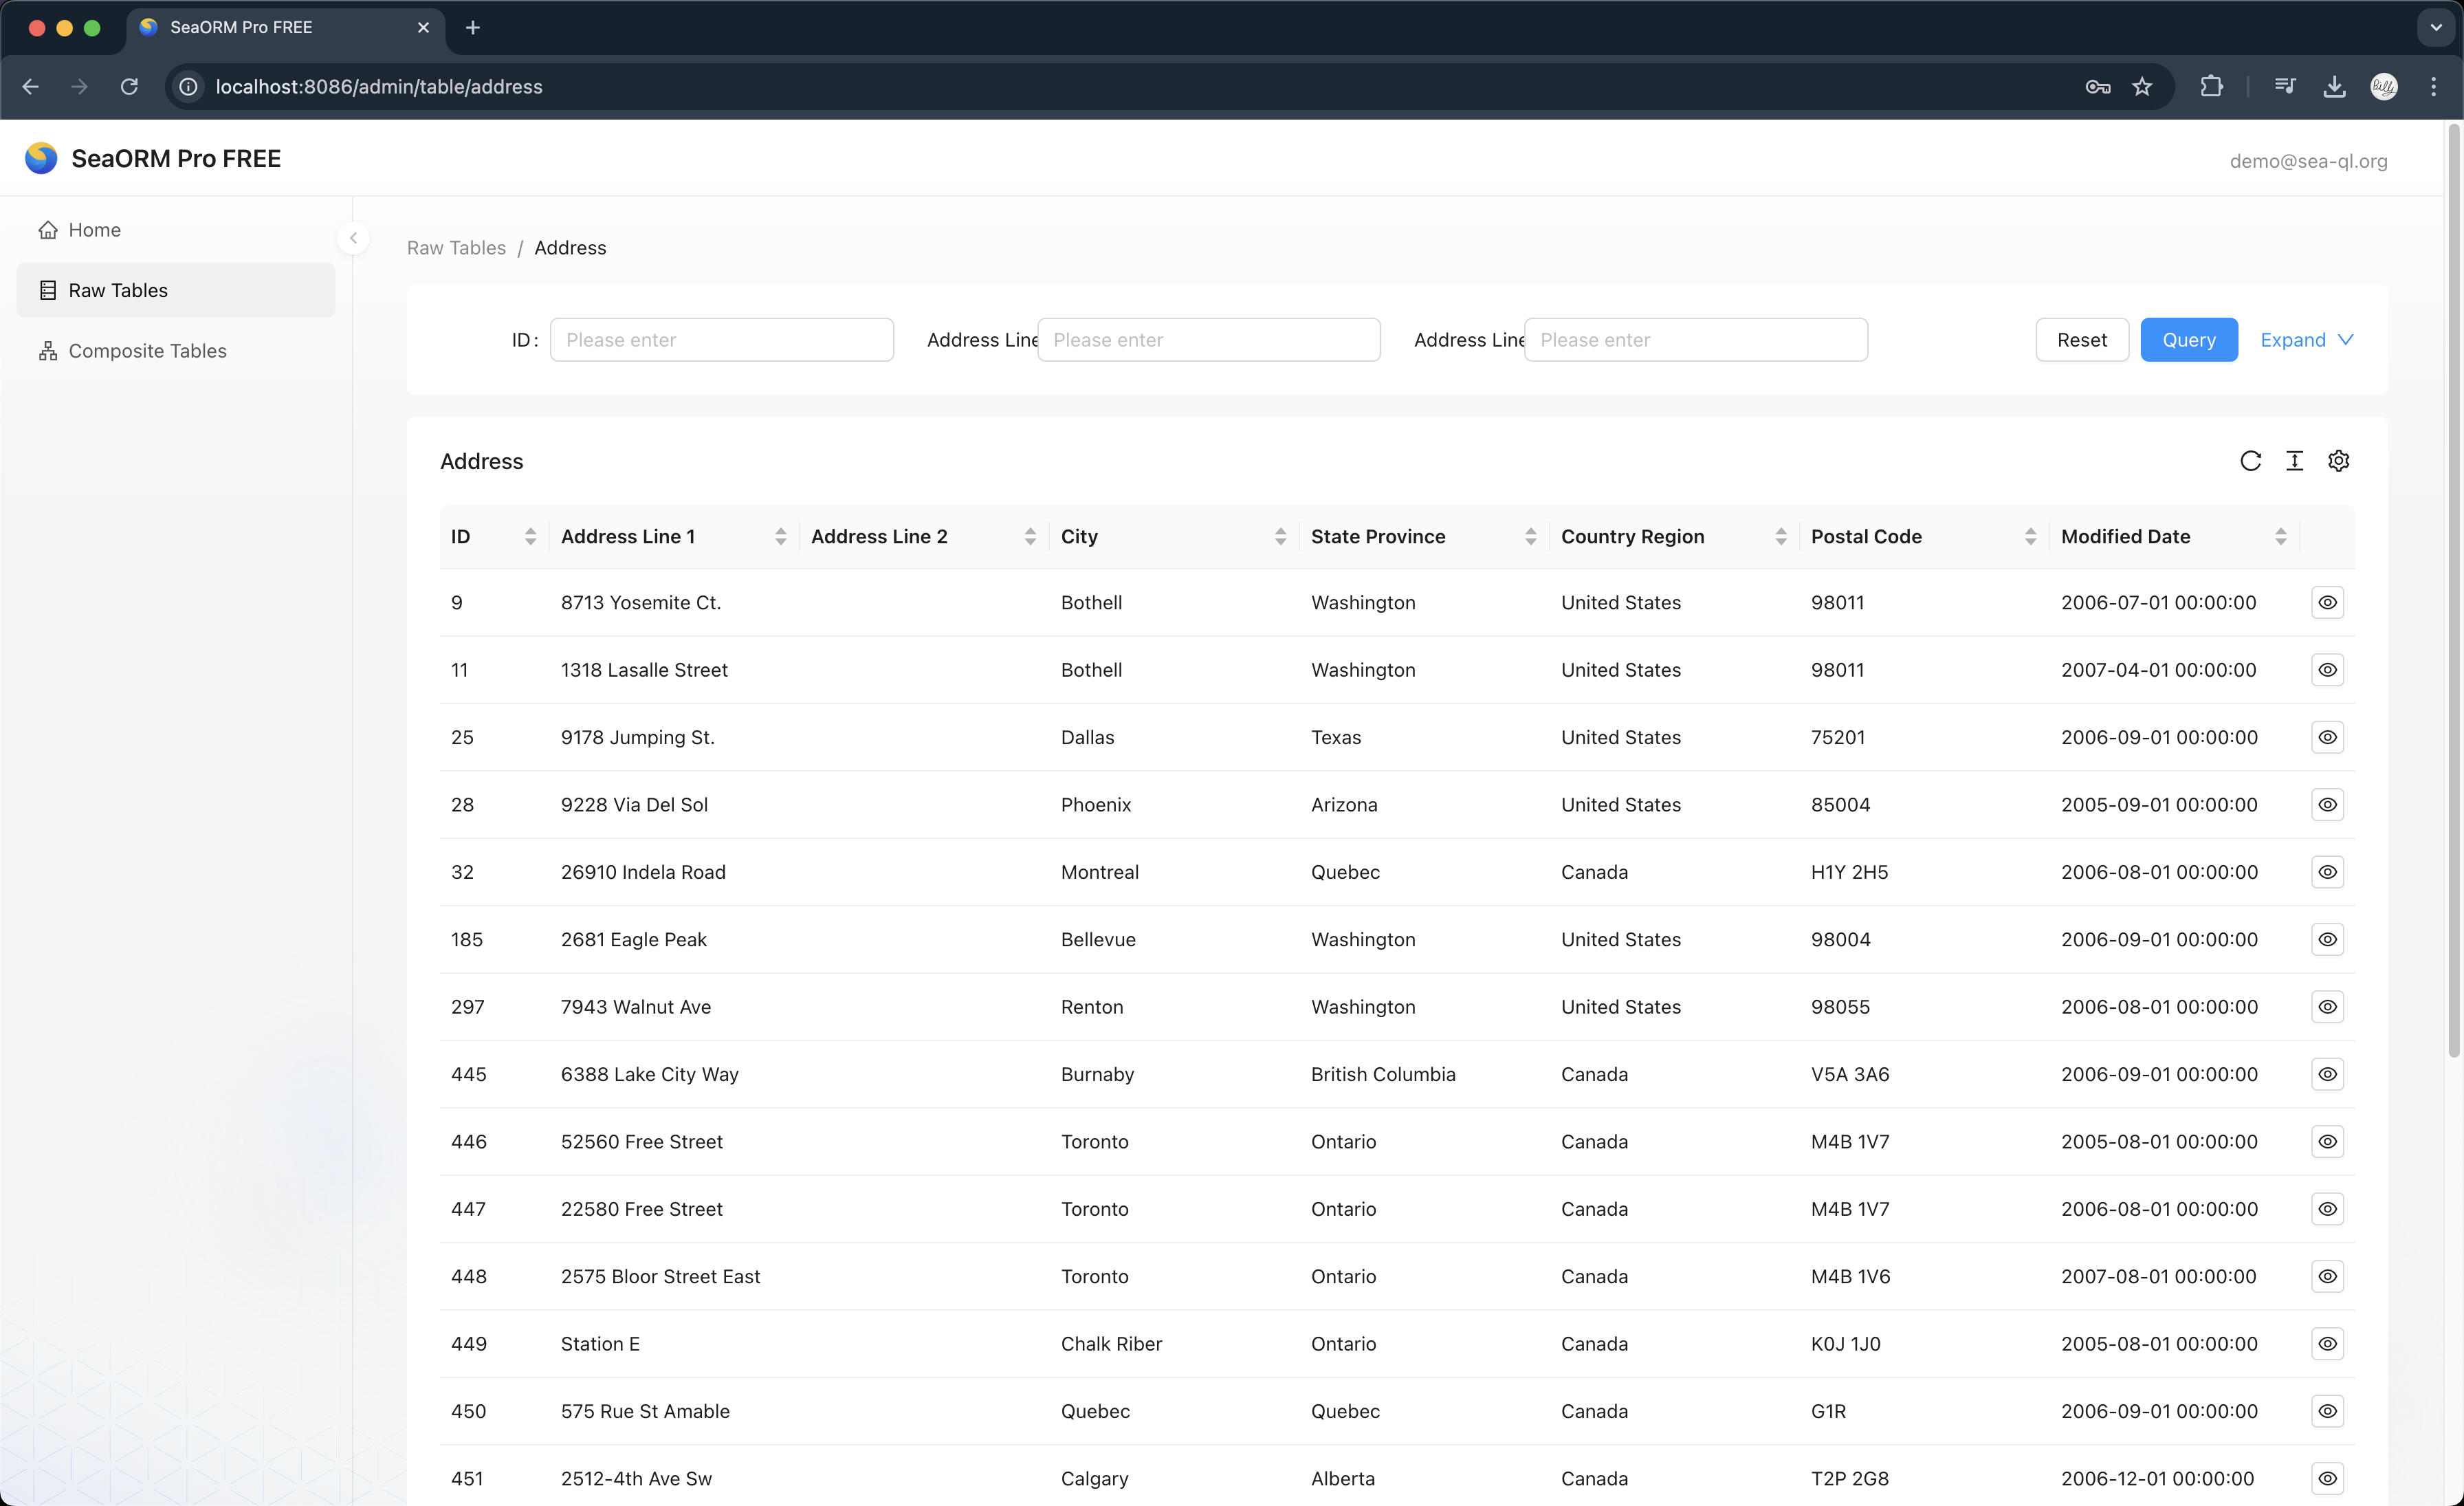 SeaORM Pro FREE
localhost:8086/admin/table/address
Billy
SeaORM Pro FREE
demo@sea-ql.org
Home
Raw Tables
Composite Tables
Raw Tables / Address
ID: Please enter Address Line Please enter Address Line Please enter Reset Query Expand
Address
ID Address Line 1 Address Line 2 City State Province Country Region Postal Code Modified Date
9 8713 Yosemite Ct. Bothell Washington United States 98011 2006-07-01 00:00:00
11 1318 Lasalle Street Bothell Washington United States 98011 2007-04-01 00:00:00
25 9178 Jumping St. Dallas Texas United States 75201 2006-09-01 00:00:00
28 9228 Via Del Sol Phoenix Arizona United States 85004 2005-09-01 00:00:00
32 26910 Indela Road Montreal Quebec Canada H1Y 2H5 2006-08-01 00:00:00
185 2681 Eagle Peak Bellevue Washington United States 98004 2006-09-01 00:00:00
297 7943 Walnut Ave Renton Washington United States 98055 2006-08-01 00:00:00
445 6388 Lake City Way Burnaby British Columbia Canada V5A 3A6 2006-09-01 00:00:00
446 52560 Free Street Toronto Ontario Canada M4B 1V7 2005-08-01 00:00:00
447 22580 Free Street Toronto Ontario Canada M4B 1V7 2006-08-01 00:00:00
448 2575 Bloor Street East Toronto Ontario Canada M4B 1V6 2007-08-01 00:00:00
449 Station E Chalk Riber Ontario Canada K0J 1J0 2005-08-01 00:00:00
450 575 Rue St Amable Quebec Quebec Canada G1R 2006-09-01 00:00:00
451 2512-4th Ave Sw Calgary Alberta Canada T2P 2G8 2006-12-01 00:00:00